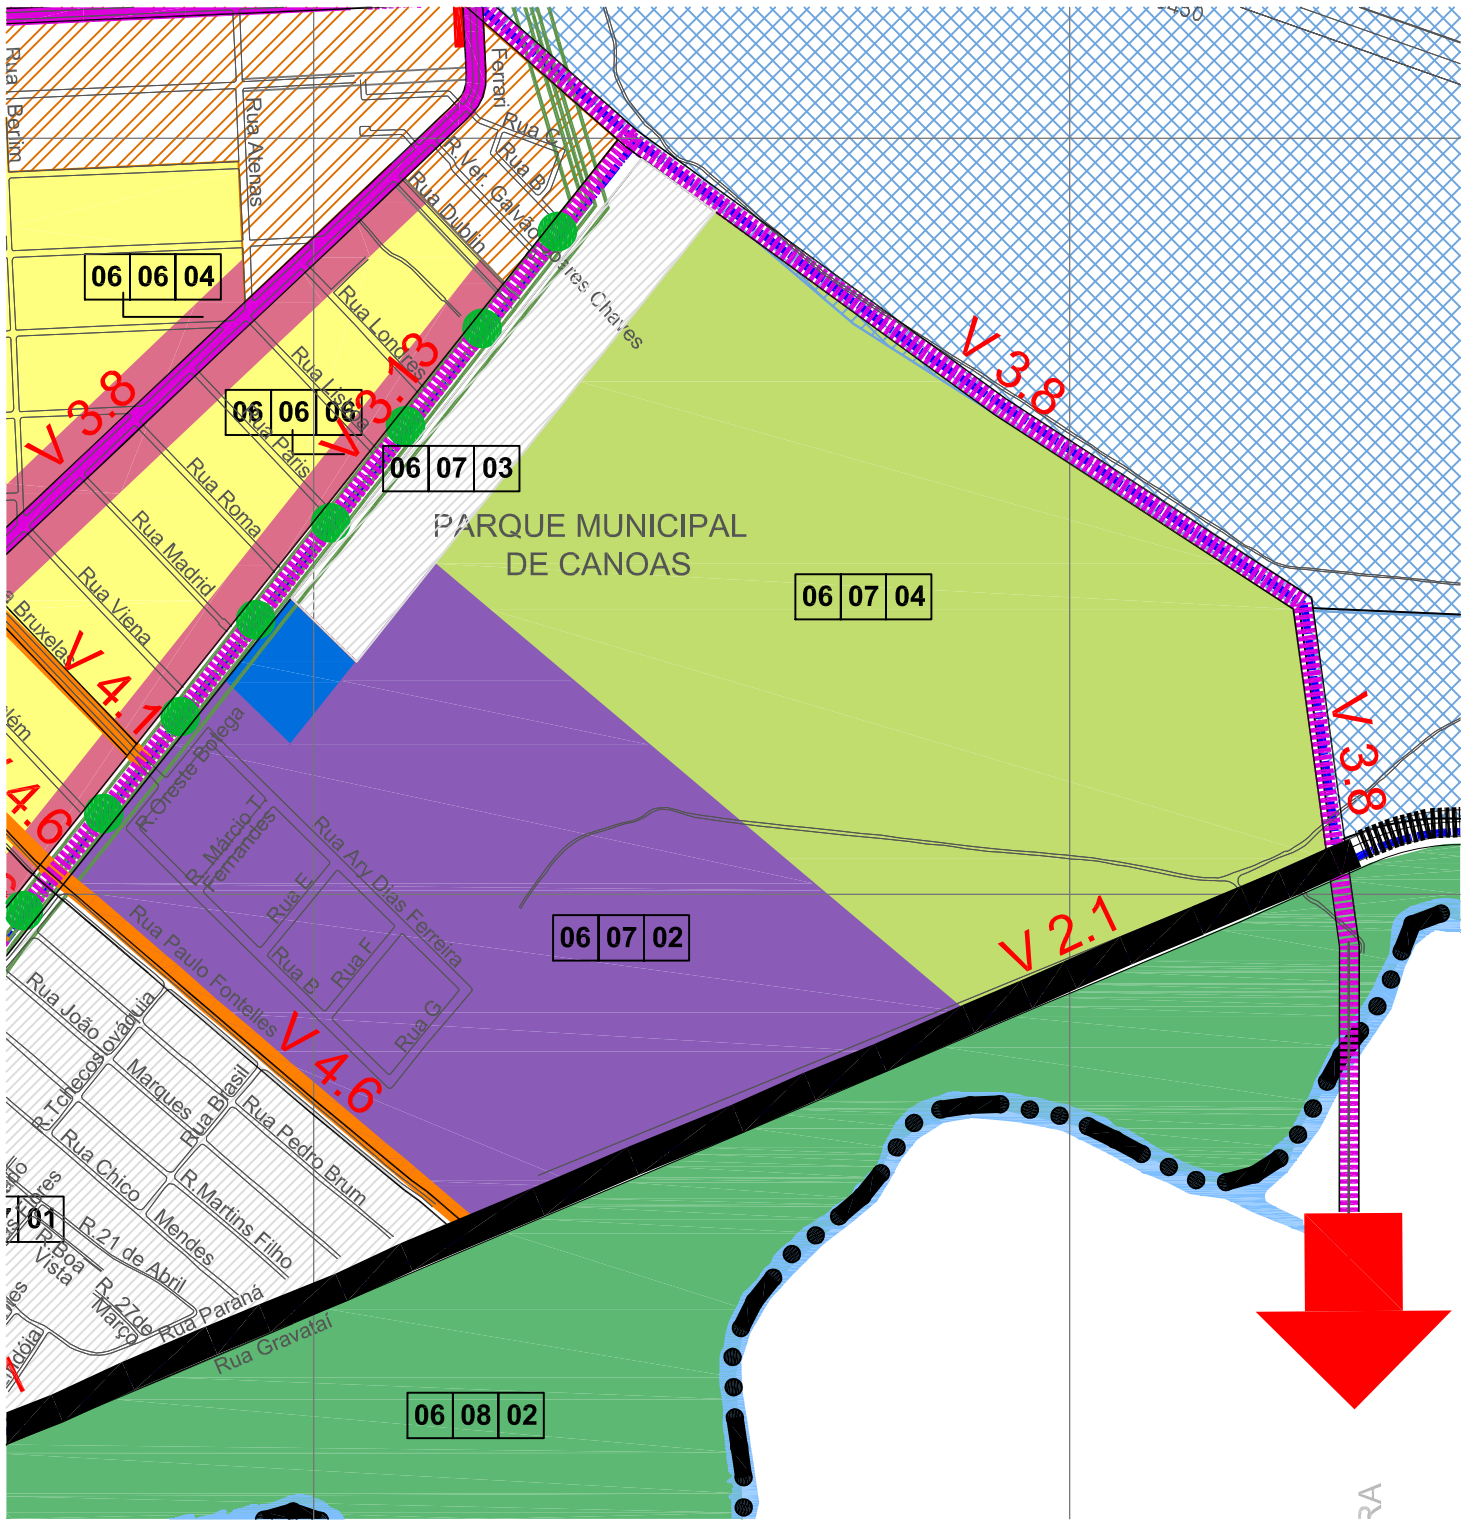 450
Rua Berlim
Rua Atenas
Ferrari
Rua C
Rua B
R.Ver. Galvão
Soares Chaves
Rua Dublin
06 06 04
Rua Londres
V 3.8
Rua Lisboa
V 3.13
V 3.8
06 06 06
Rua Paris
06 07 03
Rua Roma
PARQUE MUNICIPAL
DE CANOAS
Rua Madrid
06 07 04
Rua Viena
Bruxelas
V 4.1
V 3.8
4.6
R.Oreste Bolega
R. Márcio T.
Fernandes
Rua Ary Dias Ferreira
Rua E
Rua F
Rua B
Rua G
06 07 02
V 2.1
Rua Paulo Fontelles
V 4.6
Rua João
Marques
R.Tchecoslováquia
Rua Brasil
Rua Pedro Brum
Rua Chico
Mendes
R.Martins Filho
01
R.21 de Abril
R.Boa
Vista
R. 27de
Março
Rua Paraná
Rua Gravataí
06 08 02
RA